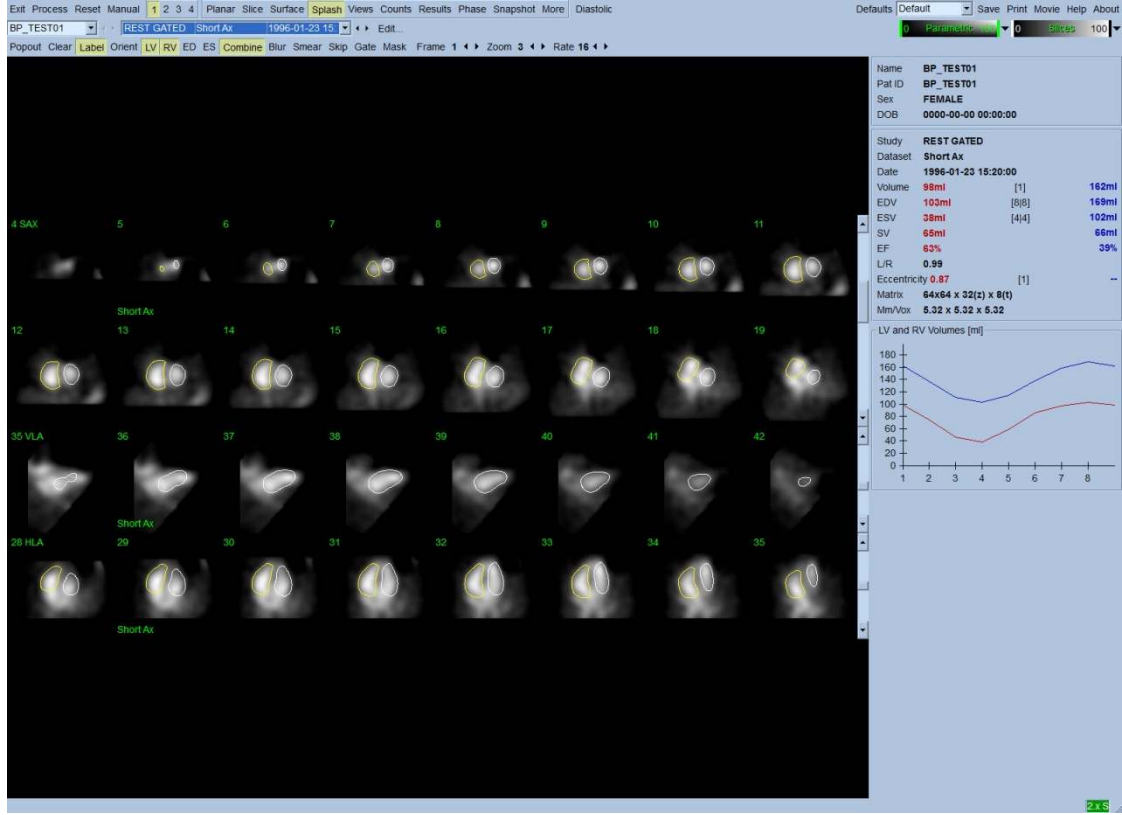 Exit Process Reset Manual 1 2 3 4 Planar Slice Surface Splash Views Counts Results Phase Snapshot More Diastolic Defaults Default Save Print Movie Help About
BP_TEST01 REST GATED Short Ax 1996-01-23 15: Edit... 0 Parametric 100 0 Slices 100
Popout Clear Label Orient LV RV ED ES Combine Blur Smear Skip Gate Mask Frame 1 Zoom 3 Rate 16
Name BP_TEST01
Pat ID BP_TEST01
Sex FEMALE
DOB 0000-00-00 00:00:00
Study REST GATED
Dataset Short Ax
Date 1996-01-23 15:20:00
Volume 98ml [1] 162ml
EDV 103ml [8|8] 169ml
ESV 38ml [4|4] 102ml
SV 65ml 66ml
EF 63% 39%
L/R 0.99
Eccentricity 0.87 [1] --
Matrix 64x64 x 32(z) x 8(t)
Mm/Vox 5.32 x 5.32 x 5.32
LV and RV Volumes [ml]
180
160
140
120
100
80
60
40
20
0
1 2 3 4 5 6 7 8
4 SAX 5 6 7 8 9 10 11
Short Ax
12 13 14 15 16 17 18 19
35 VLA 36 37 38 39 40 41 42
Short Ax
28 HLA 29 30 31 32 33 34 35
Short Ax
2 x S